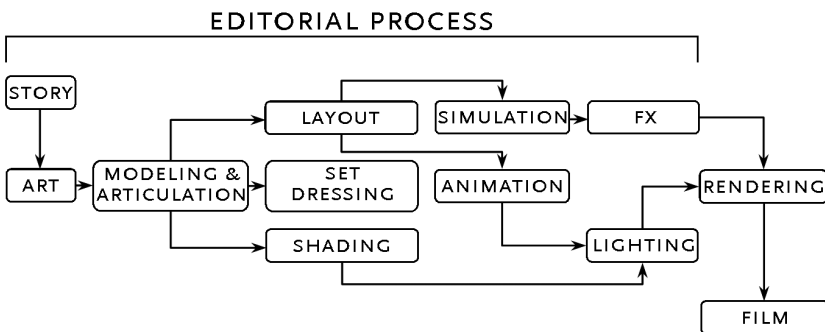 EDITORIAL PROCESS
STORY
ART
MODELING &
ARTICULATION
LAYOUT
SET
DRESSING
SHADING
SIMULATION
ANIMATION
FX
LIGHTING
RENDERING
FILM